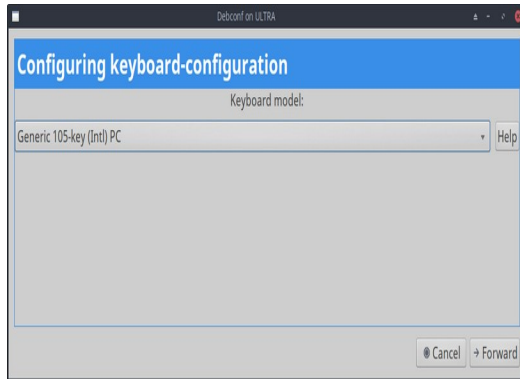 Debconf on ULTRA
Configuring keyboard-configuration
Keyboard model:
Generic 105-key (Intl) PC
Help
Cancel
Forward